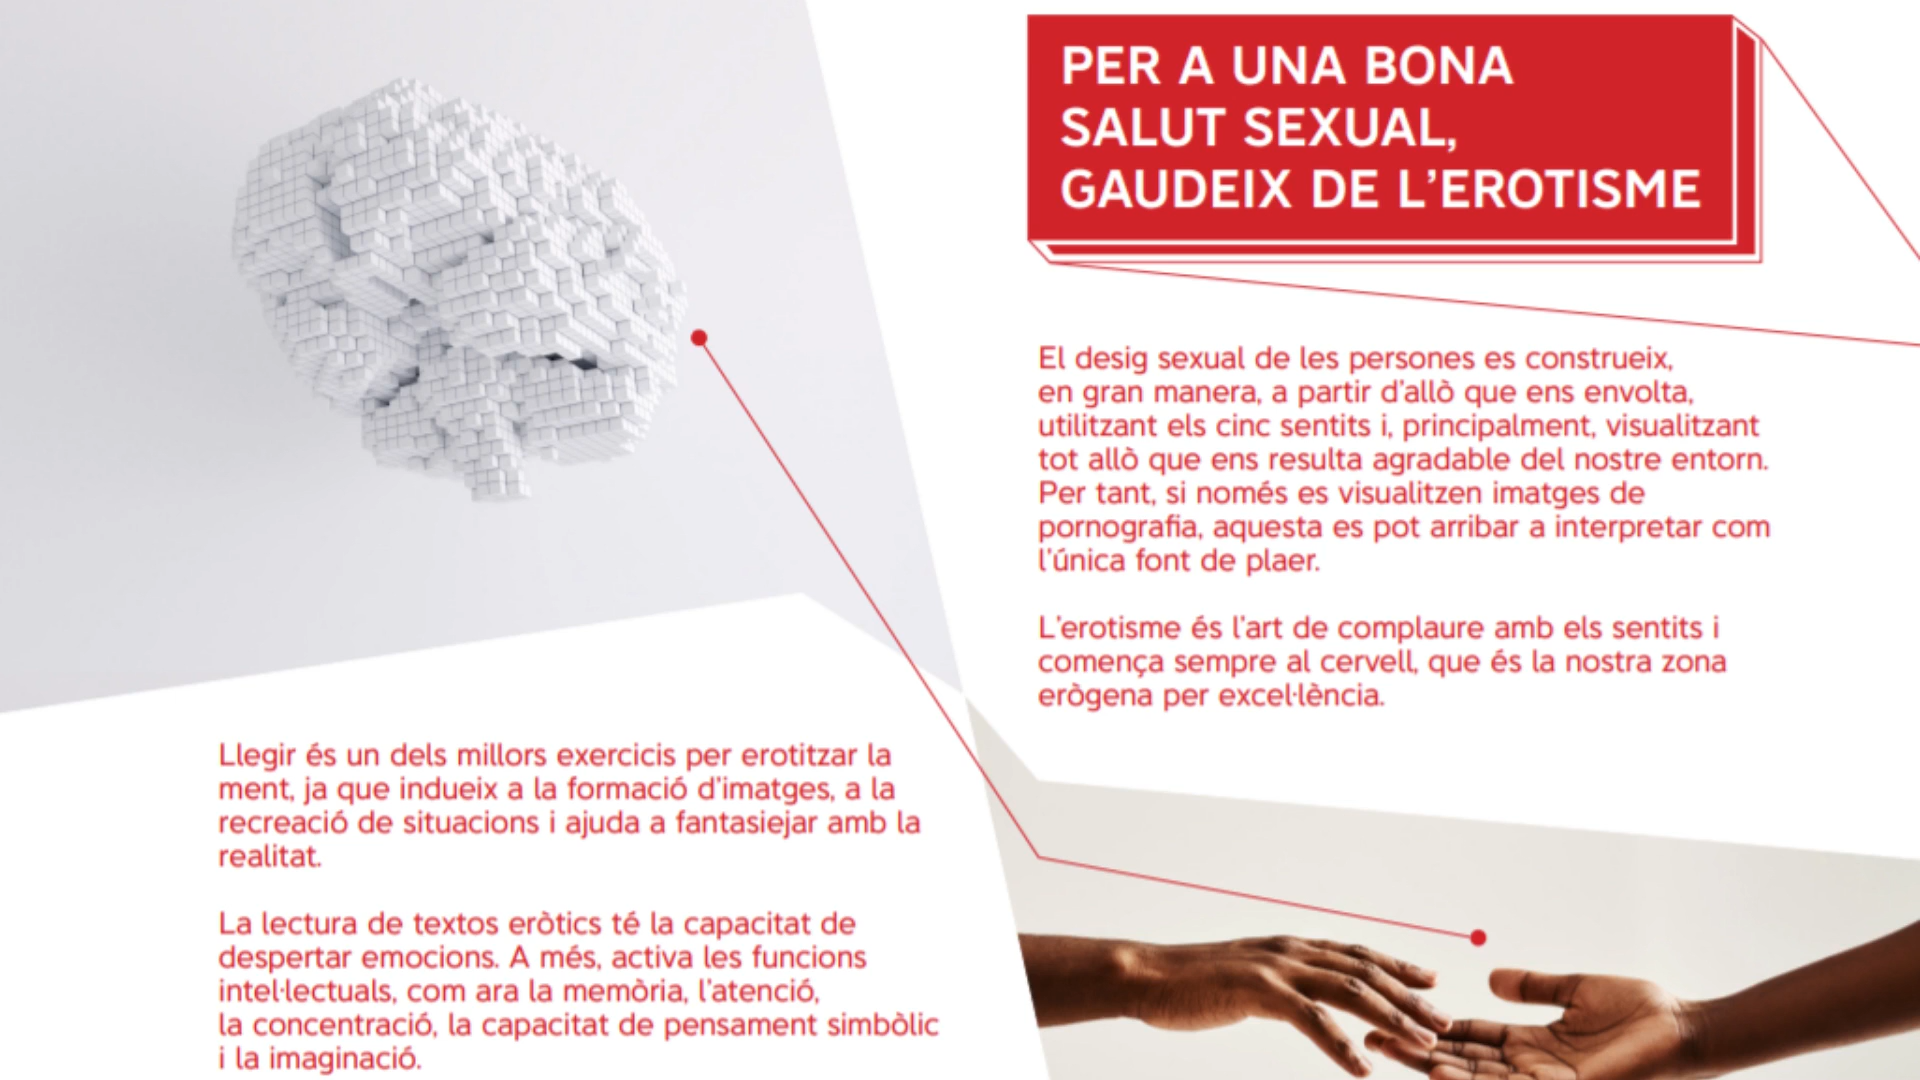 PER A UNA BONA
SALUT SEXUAL,
GAUDEIX DE L'EROTISME
El desig sexual de les persones es construeix,
en gran manera, a partir d'allò que ens envolta,
utilitzant els cinc sentits i, principalment, visualitzant
tot allò que ens resulta agradable del nostre entorn.
Per tant, si només es visualitzen imatges de
pornografia, aquesta es pot arribar a interpretar com
l'única font de plaer.
L'erotisme és l'art de complaure amb els sentits i
comença sempre al cervell, que és la nostra zona
erògena per excel·lència.
Llegir és un dels millors exercicis per erotitzar la
ment, ja que indueix a la formació d'imatges, a la
recreació de situacions i ajuda a fantasiejar amb la
realitat.
La lectura de textos eròtics té la capacitat de
despertar emocions. A més, activa les funcions
intel·lectuals, com ara la memòria, l'atenció,
la concentració, la capacitat de pensament simbòlic
i la imaginació.